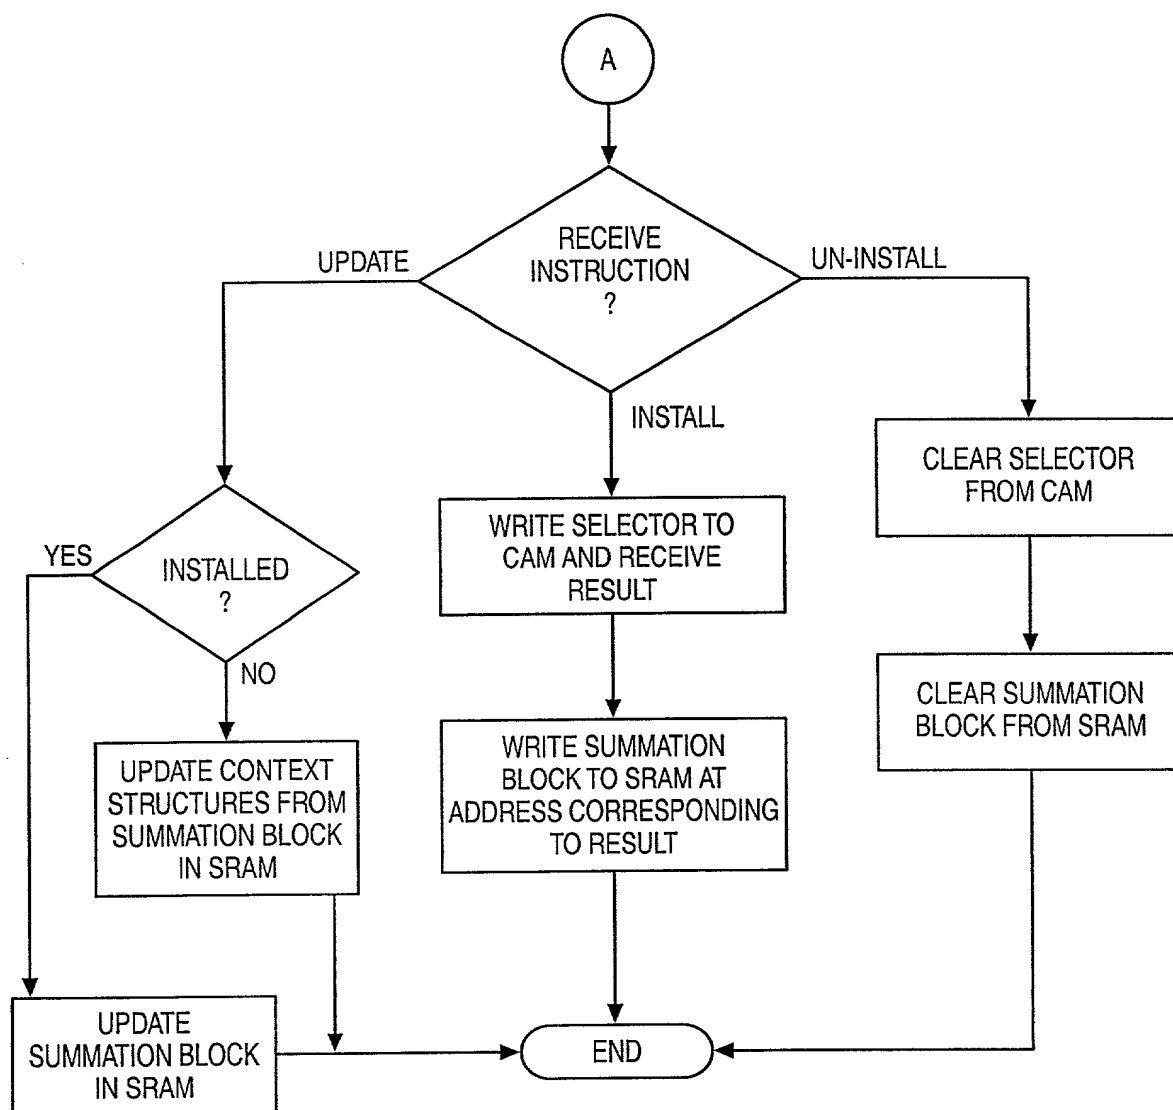 A
RECEIVE
INSTRUCTION
?
UPDATE
UN-INSTALL
INSTALL
CLEAR SELECTOR
FROM CAM
WRITE SELECTOR TO
CAM AND RECEIVE
RESULT
YES
INSTALLED
?
NO
CLEAR SUMMATION
BLOCK FROM SRAM
WRITE SUMMATION
BLOCK TO SRAM AT
ADDRESS CORRESPONDING
TO RESULT
UPDATE CONTEXT
STRUCTURES FROM
SUMMATION BLOCK
IN SRAM
UPDATE
SUMMATION BLOCK
IN SRAM
END